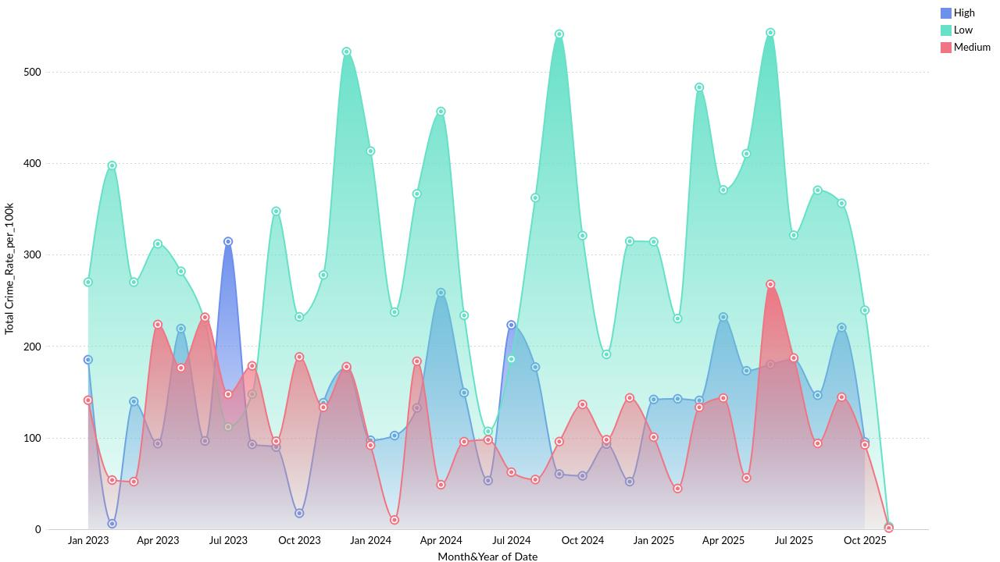 High
Low
Medium
Total Crime_Rate_per_100k
500
400
300
200
100
0
Jan 2023
Apr 2023
Jul 2023
Oct 2023
Jan 2024
Apr 2024
Jul 2024
Oct 2024
Jan 2025
Apr 2025
Jul 2025
Oct 2025
Month&Year of Date